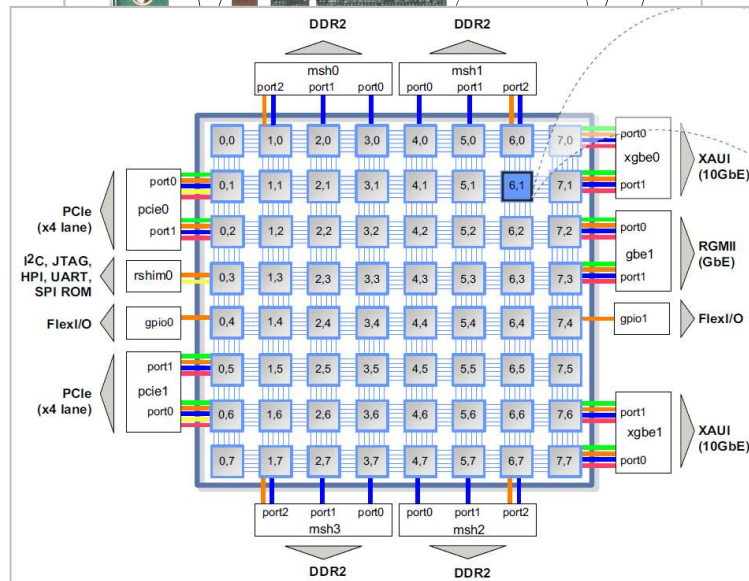 DDR2 DDR2
msh0 msh1
port2 port1 port0 port0 port1 port2
0,0 1,0 2,0 3,0 4,0 5,0 6,0 7,0
port0
xgbe0
port1
XAUI
(10GbE)
port0
pcie0
port1
PCIe
(x4 lane)
0,1 1,1 2,1 3,1 4,1 5,1 6,1 7,1
0,2 1,2 2,2 3,2 4,2 5,2 6,2 7,2
port0
gbe1
port1
RGMII
(GbE)
I2C, JTAG,
HPI, UART,
SPI ROM
rshim0
0,3 1,3 2,3 3,3 4,3 5,3 6,3 7,3
FlexI/O gpio0 0,4 1,4 2,4 3,4 4,4 5,4 6,4 7,4 gpio1 FlexI/O
port1
pcie1
port0
PCIe
(x4 lane)
0,5 1,5 2,5 3,5 4,5 5,5 6,5 7,5
0,6 1,6 2,6 3,6 4,6 5,6 6,6 7,6
port1
xgbe1
port0
XAUI
(10GbE)
0,7 1,7 2,7 3,7 4,7 5,7 6,7 7,7
port2 port1 port0 port0 port1 port2
msh3 msh2
DDR2 DDR2